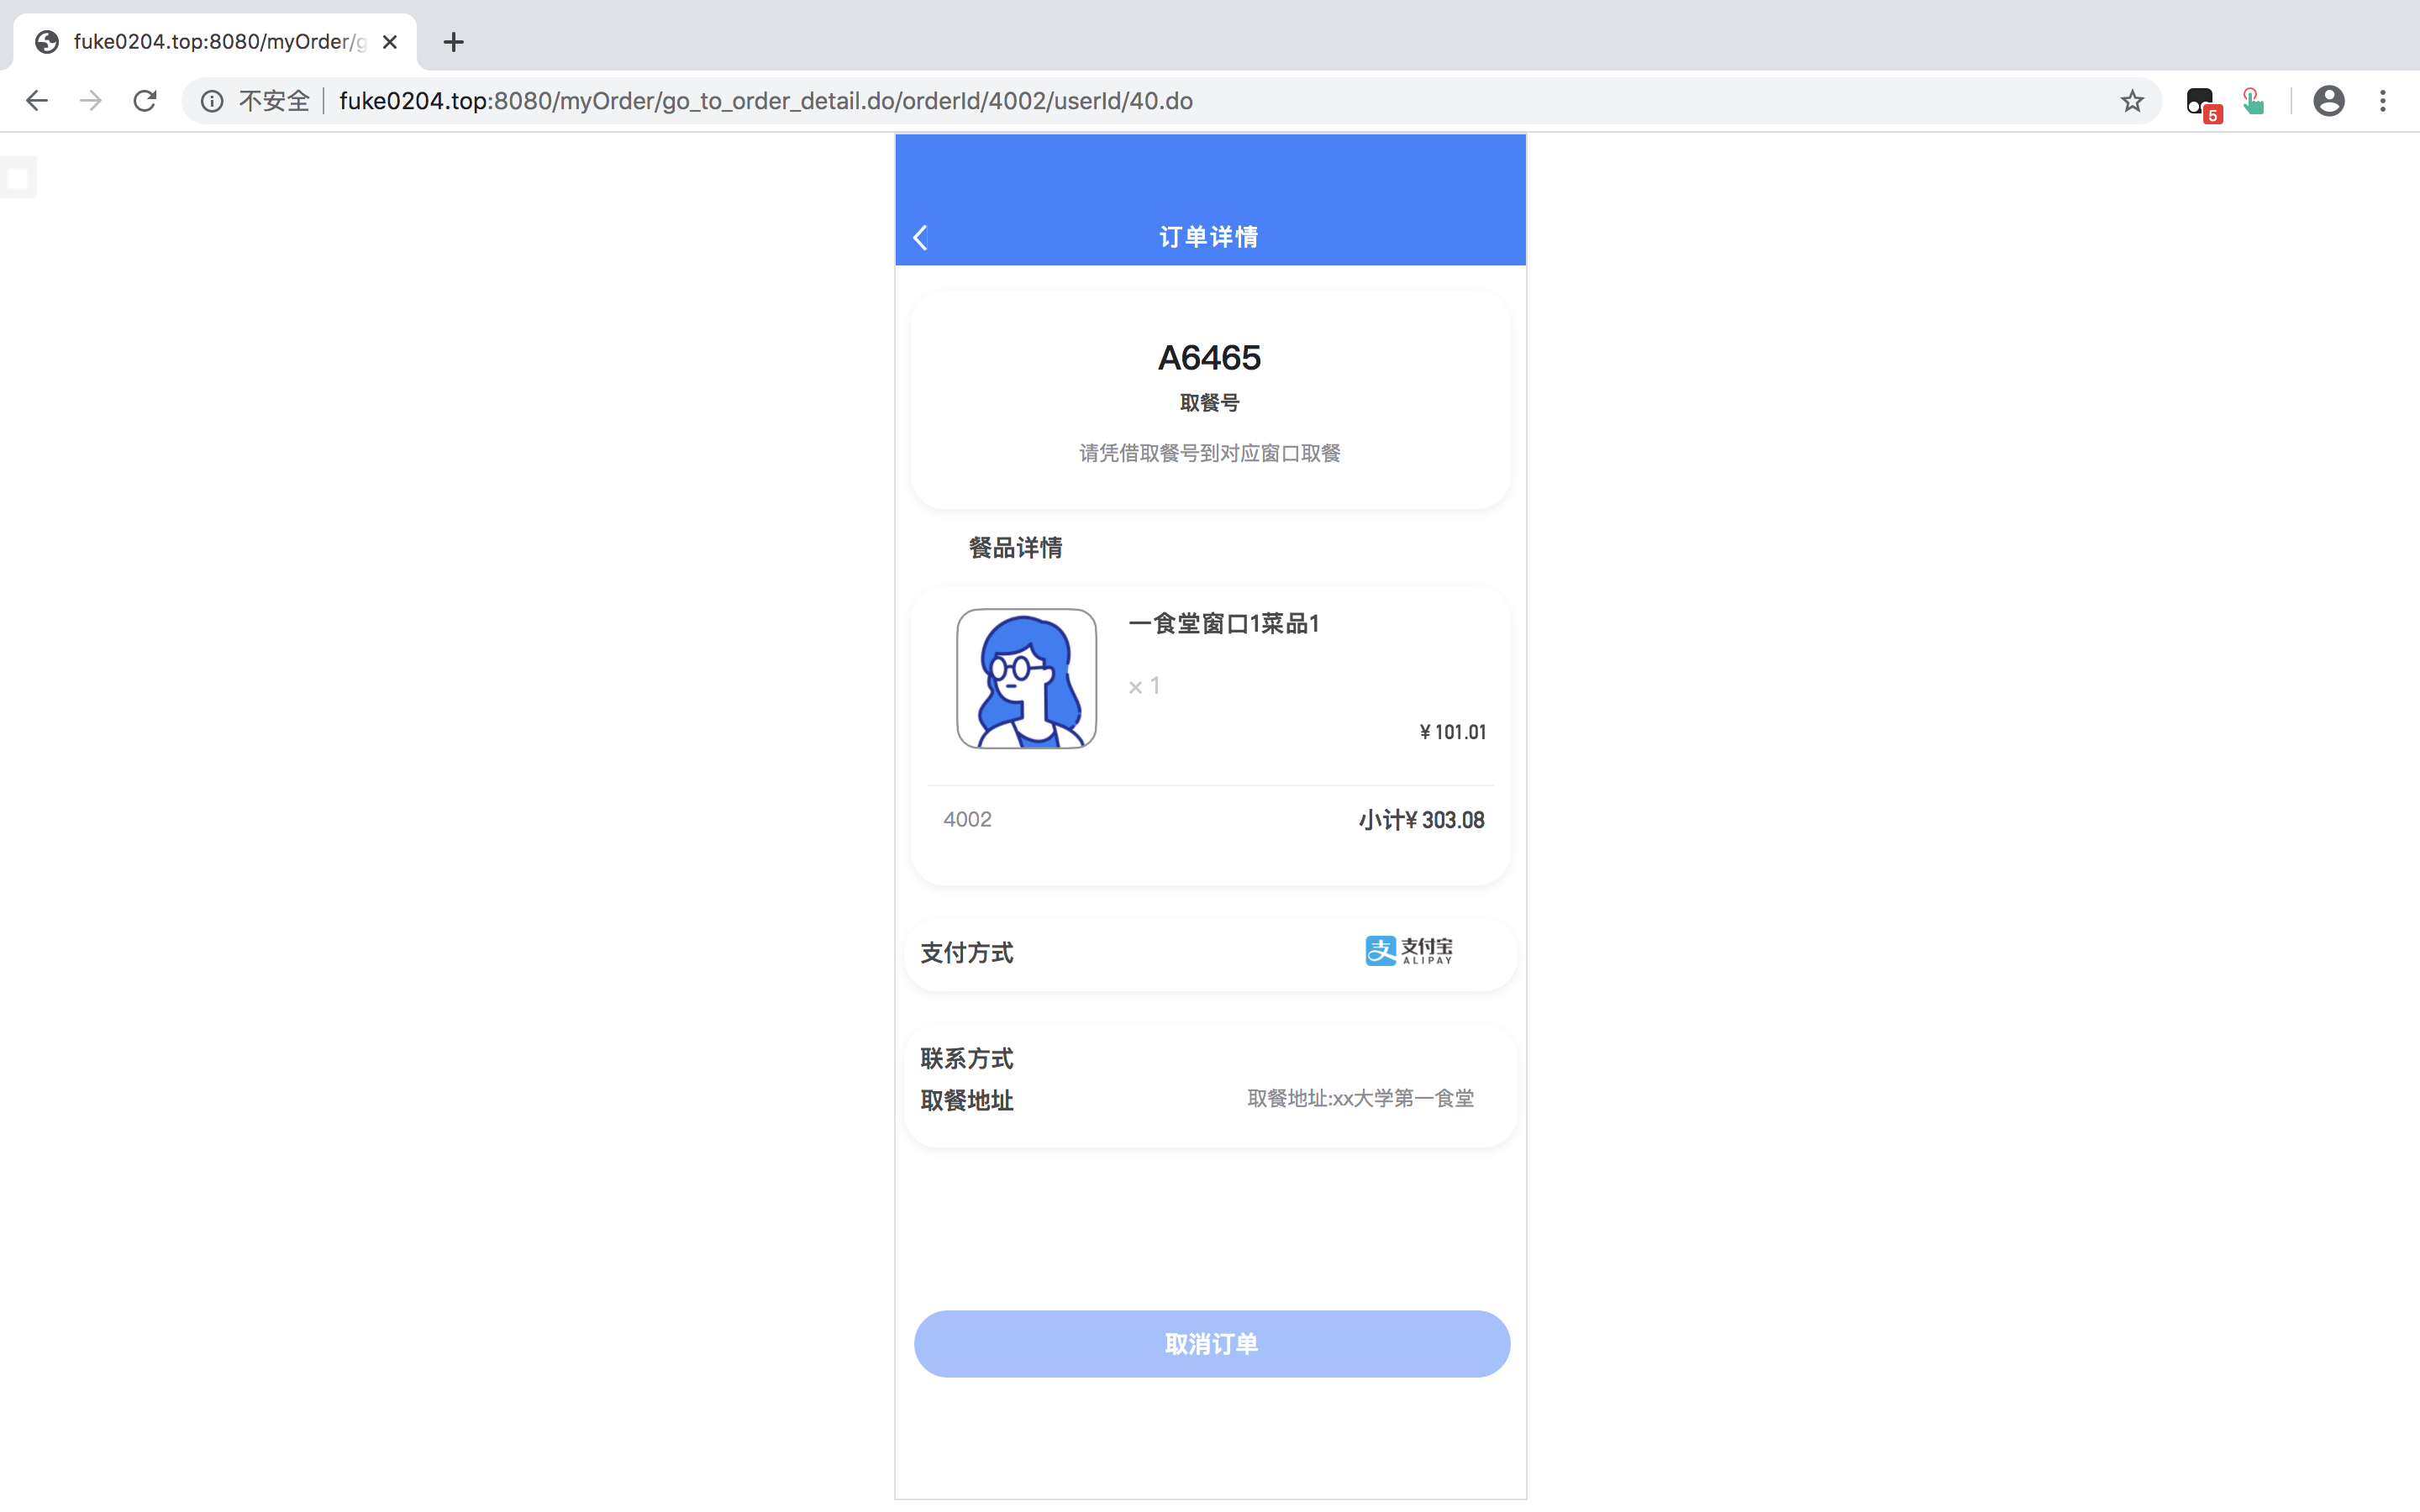 fuke0204.top:8080/myOrder/g
不安全
fuke0204.top:8080/myOrder/go_to_order_detail.do/orderId/4002/userId/40.do
5
订单详情
A6465
取餐号
请凭借取餐号到对应窗口取餐
餐品详情
一食堂窗口1菜品1
× 1
¥ 101.01
4002 小计¥ 303.08
支付方式 支 支付宝
ALIPAY
联系方式
取餐地址 取餐地址:xx大学第一食堂
取消订单